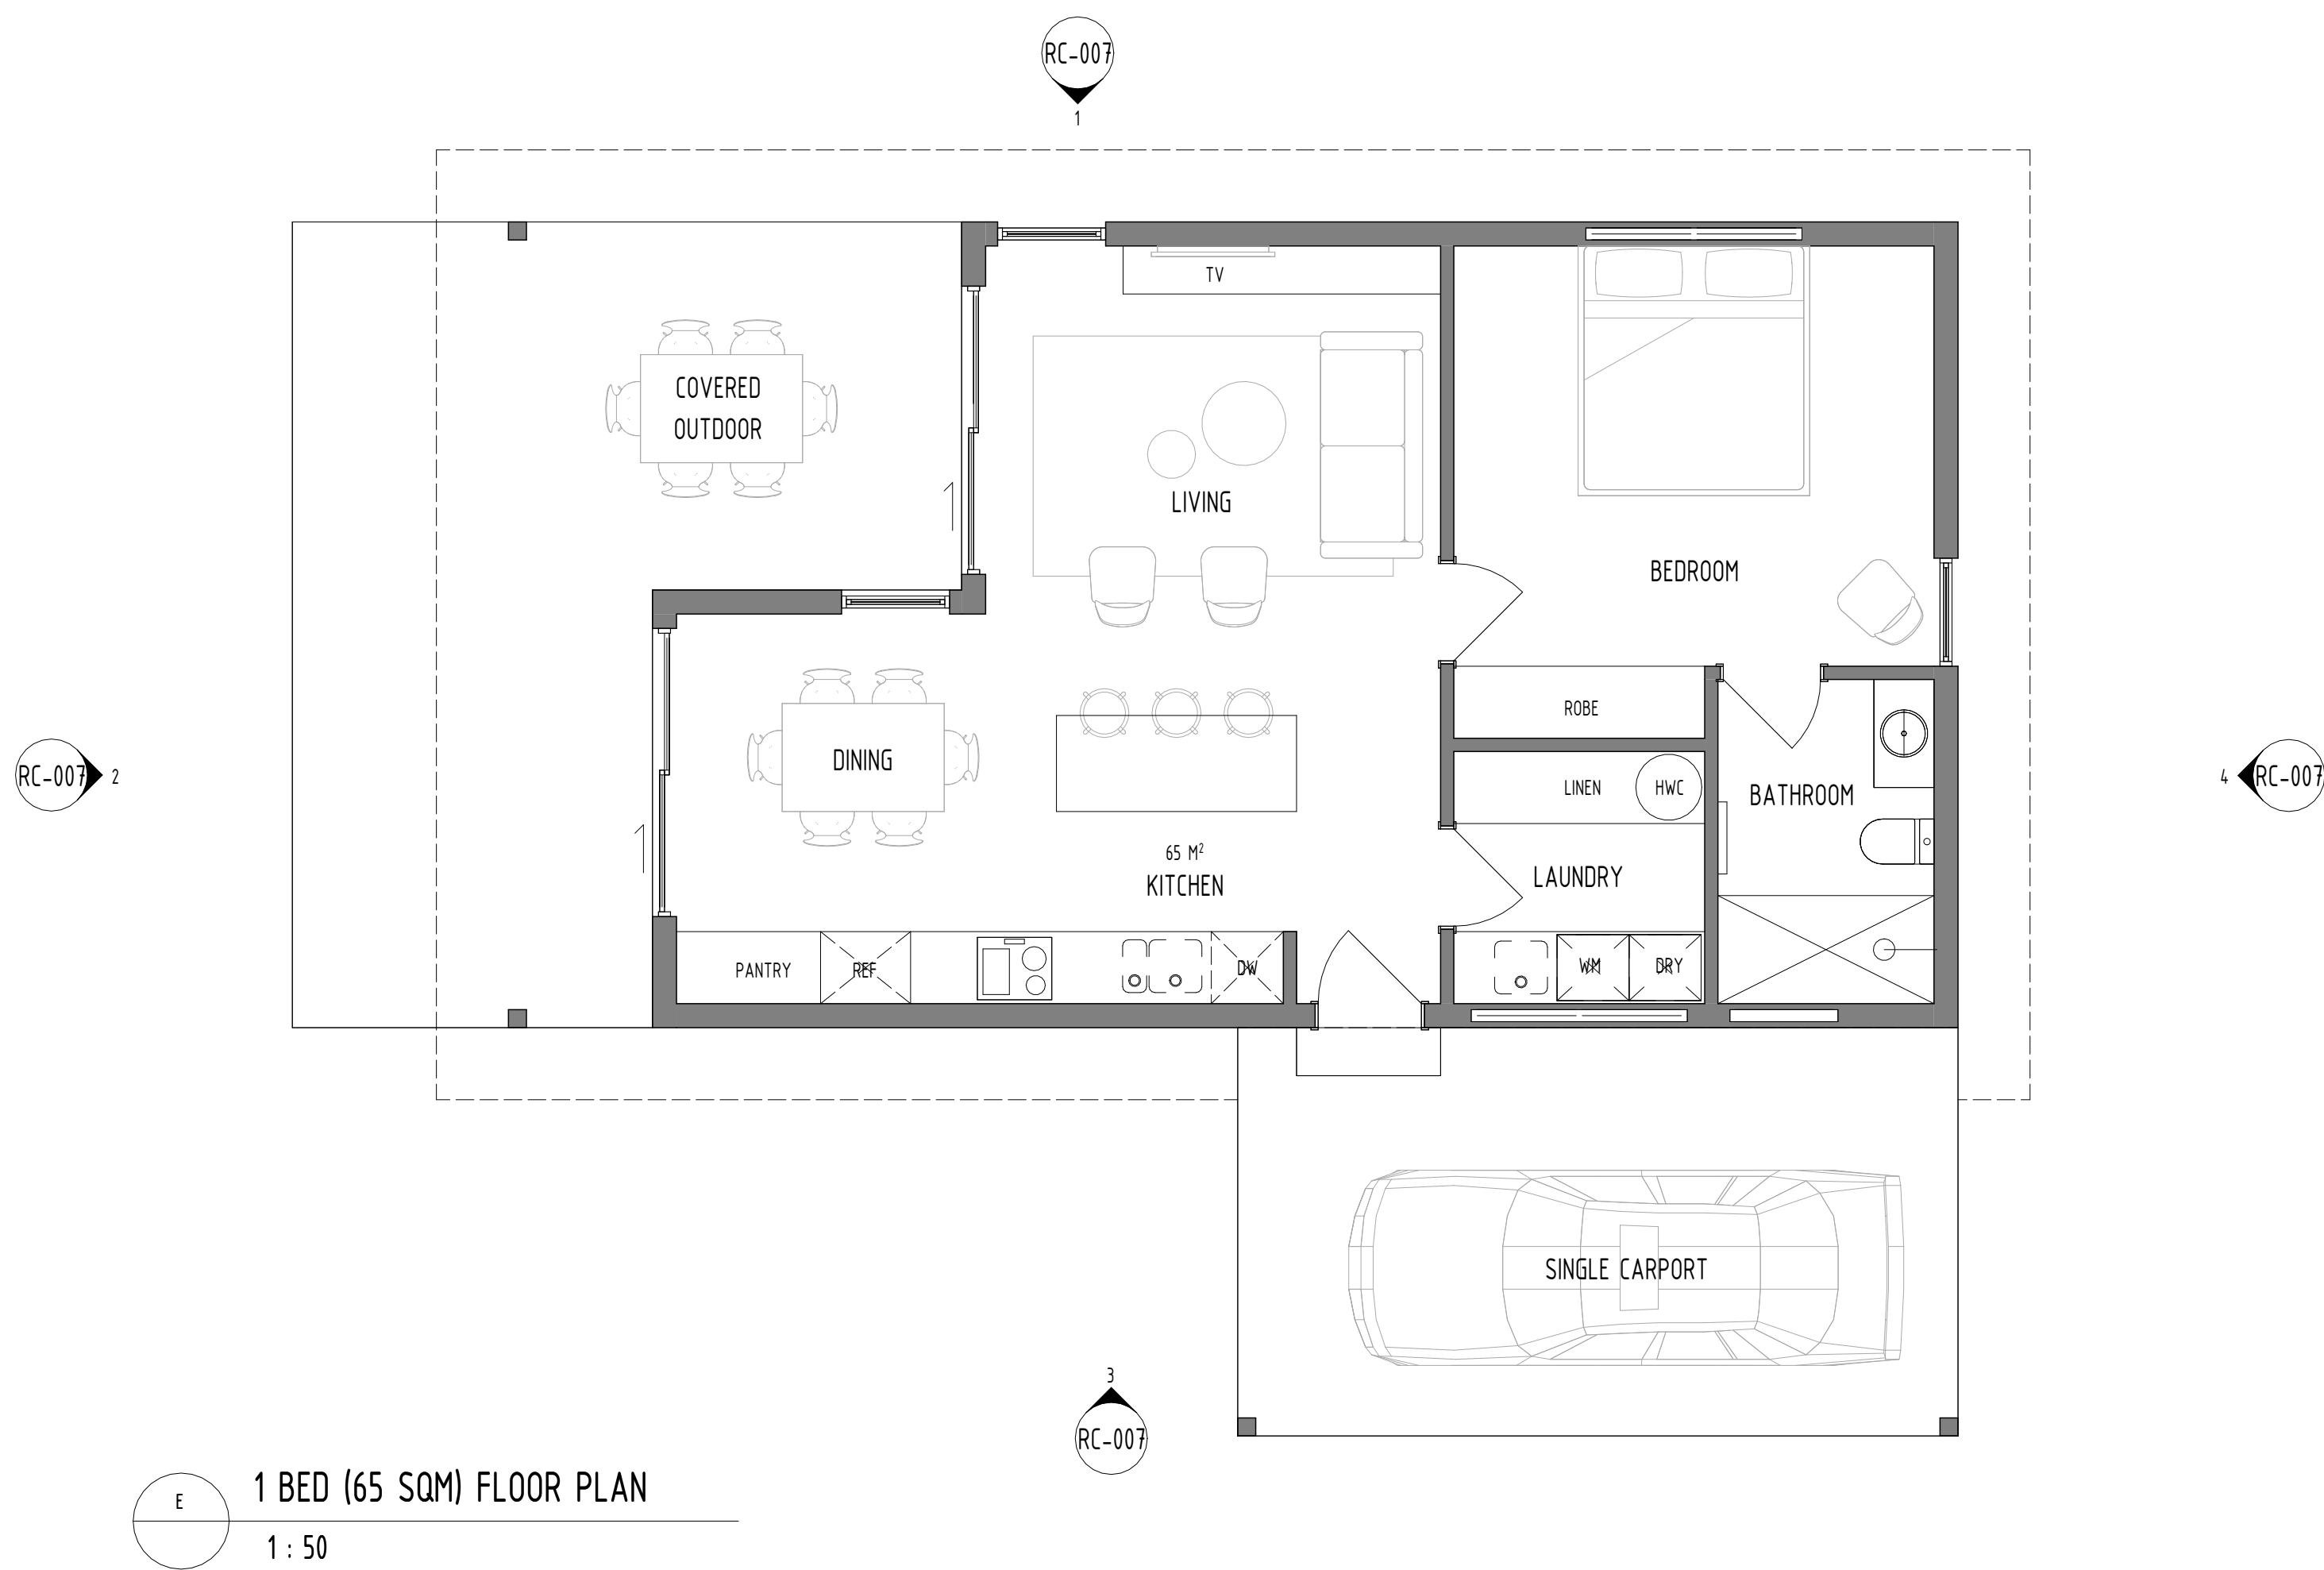 RC-007
1
TV
COVERED
OUTDOOR
LIVING
BEDROOM
ROBE
DINING
LINEN
HWC
BATHROOM
RC-007
2
4
RC-007
65 M²
KITCHEN
LAUNDRY
PANTRY
REF
DW
WM
DRY
SINGLE CARPORT
3
RC-007
E
1 BED (65 SQM) FLOOR PLAN
1 : 50